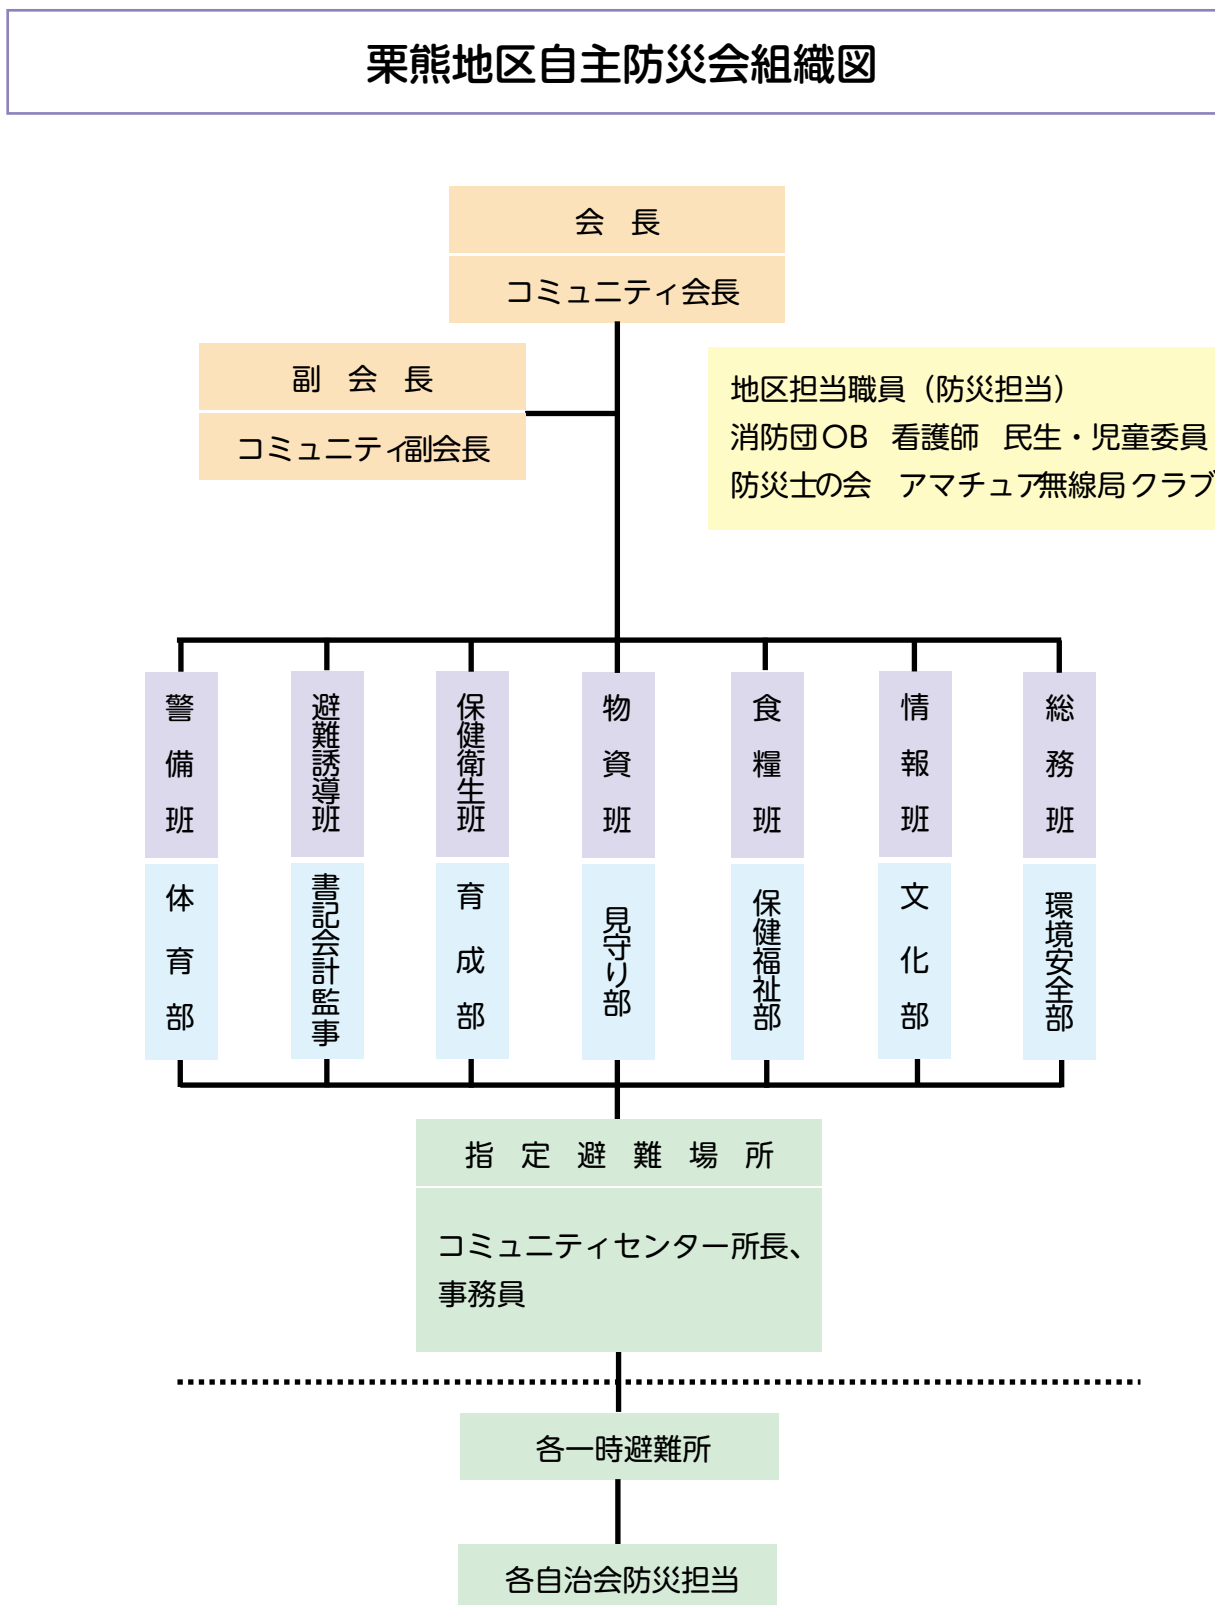 栗熊地区自主防災会組織図
会 長
コミュニティ会長
副 会 長
コミュニティ副会長
地区担当職員（防災担当）
消防団OB 看護師 民生・児童委員
防災士の会 アマチュア無線局クラブ
警備班
体育部
避難誘導班
書記会計監事
保健衛生班
育成部
物資班
見守り部
食糧班
保健福祉部
情報班
文化部
総務班
環境安全部
指 定 避 難 場 所
コミュニティセンター所長、
事務員
各一時避難所
各自治会防災担当